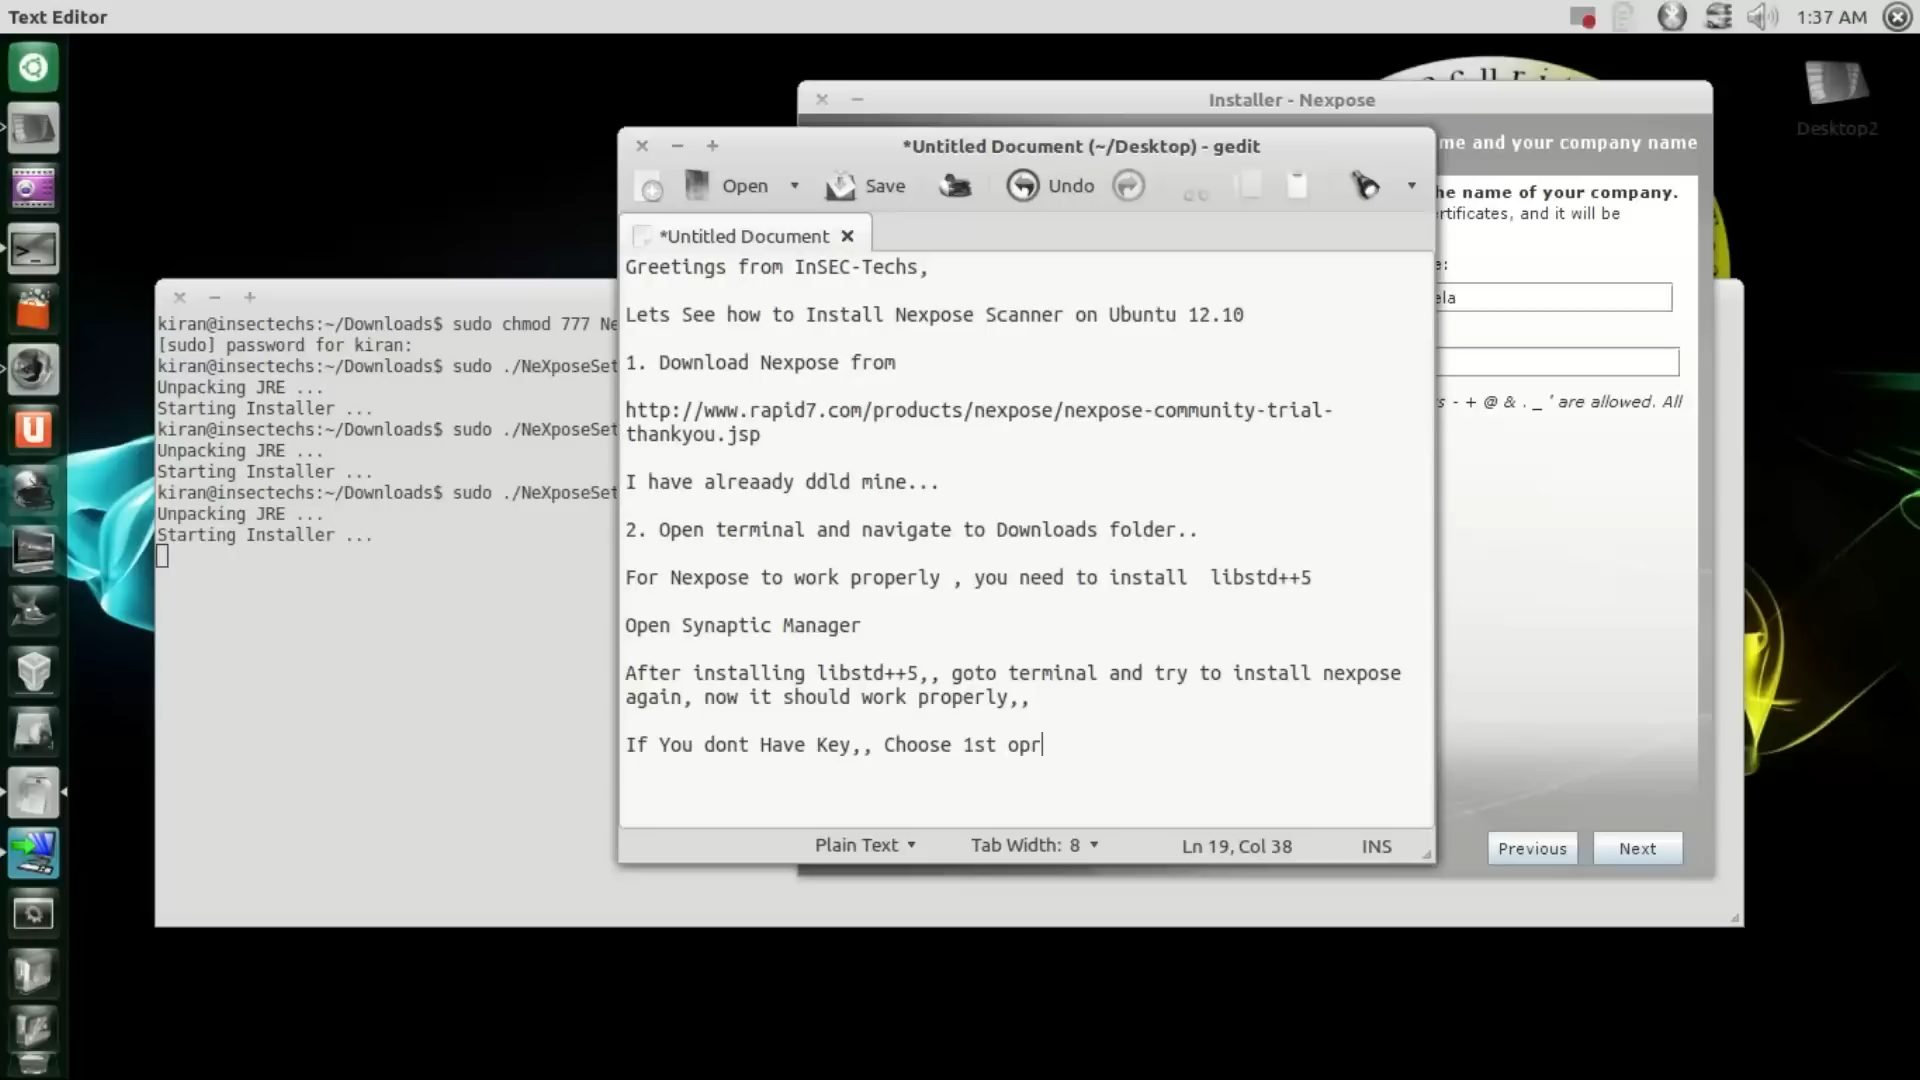 Text Editor
1:37 AM
Desktop2
Installer - Nexpose
me and your company name
he name of your company.
rtificates, and it will be
e:
ela
s - + @ & . _ ' are allowed. All
Previous
Next
*Untitled Document (~/Desktop) - gedit
Open
Save
Undo
*Untitled Document
Greetings from InSEC-Techs,
Lets See how to Install Nexpose Scanner on Ubuntu 12.10
1. Download Nexpose from
http://www.rapid7.com/products/nexpose/nexpose-community-trial-
thankyou.jsp
I have alreaady ddld mine...
2. Open terminal and navigate to Downloads folder..
For Nexpose to work properly , you need to install  libstd++5
Open Synaptic Manager
After installing libstd++5,, goto terminal and try to install nexpose
again, now it should work properly,,
If You dont Have Key,, Choose 1st opr
Plain Text
Tab Width: 8
Ln 19, Col 38
INS
kiran@insectechs:~/Downloads$ sudo chmod 777 Ne
[sudo] password for kiran:
kiran@insectechs:~/Downloads$ sudo ./NeXposeSet
Unpacking JRE ...
Starting Installer ...
kiran@insectechs:~/Downloads$ sudo ./NeXposeSet
Unpacking JRE ...
Starting Installer ...
kiran@insectechs:~/Downloads$ sudo ./NeXposeSet
Unpacking JRE ...
Starting Installer ...